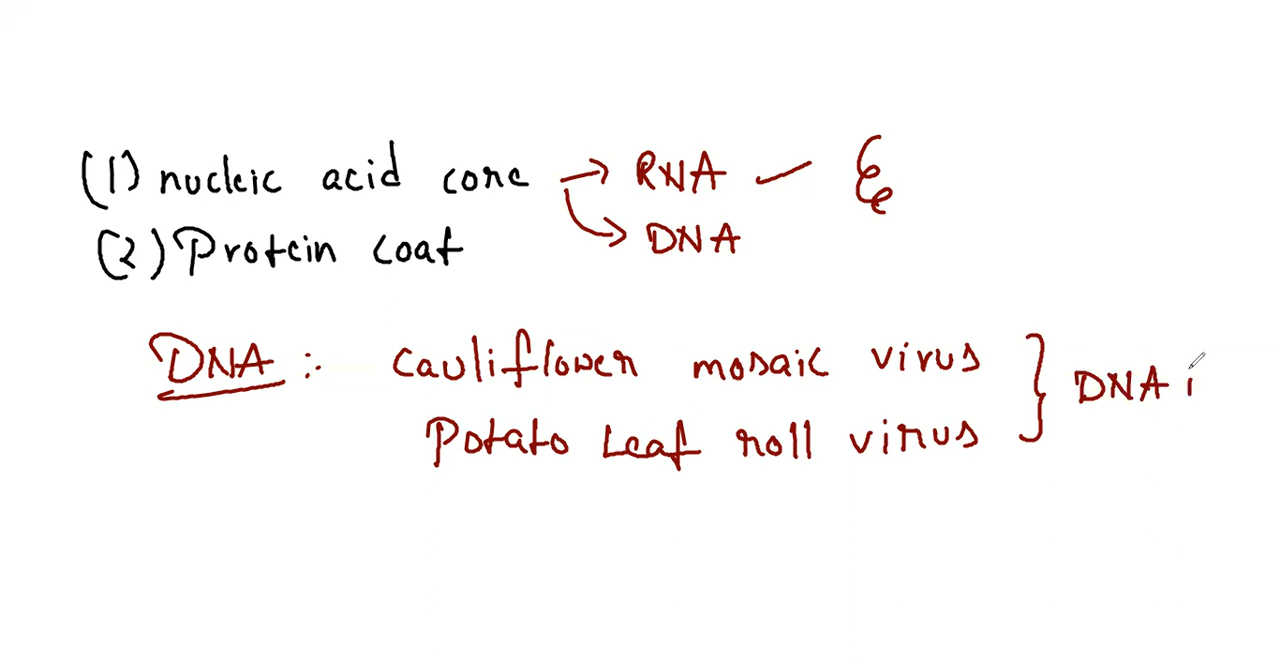 (1) nucleic acid core → RNA
→ DNA
(2) Protein coat
DNA :- cauliflower mosaic virus } DNA i
Potato Leaf roll virus